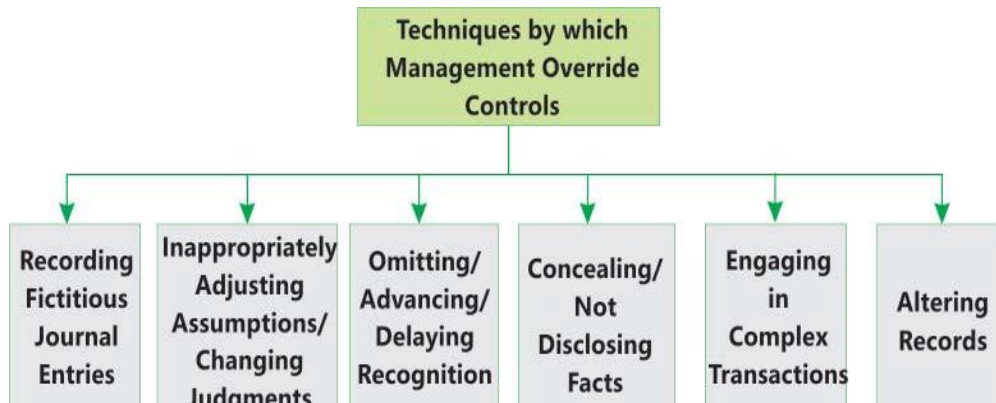 Techniques by which
Management Override
Controls
Recording
Fictitious
Journal
Entries
Inappropriately
Adjusting
Assumptions/
Changing
Judgments
Omitting/
Advancing/
Delaying
Recognition
Concealing/
Not
Disclosing
Facts
Engaging
in
Complex
Transactions
Altering
Records